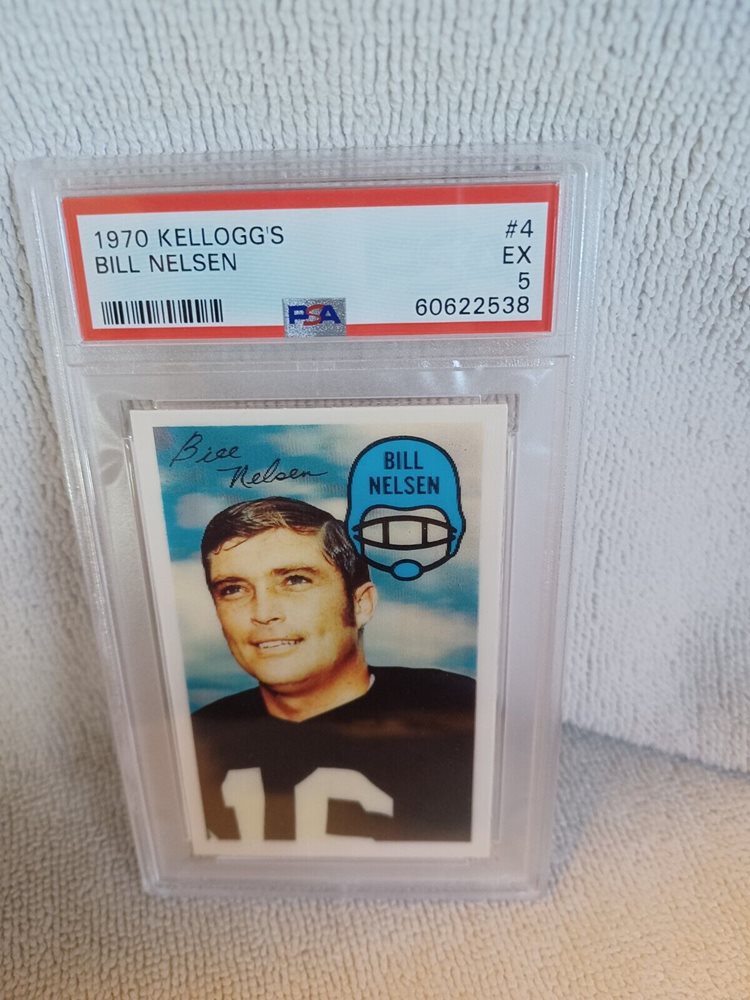 1970 KELLOGG'S #4
BILL NELSEN EX
5
60622538
PSA
Bill
Nelsen
BILL
NELSEN
16